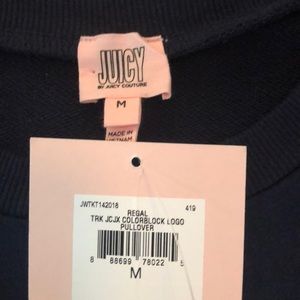 JUICY
BY JUICY COUTURE
M
MADE IN
VIETNAM
JWTKT142018 419
REGAL
TRK JCJX COLORBLOCK LOGO
PULLOVER
8 88699 78022 5
M